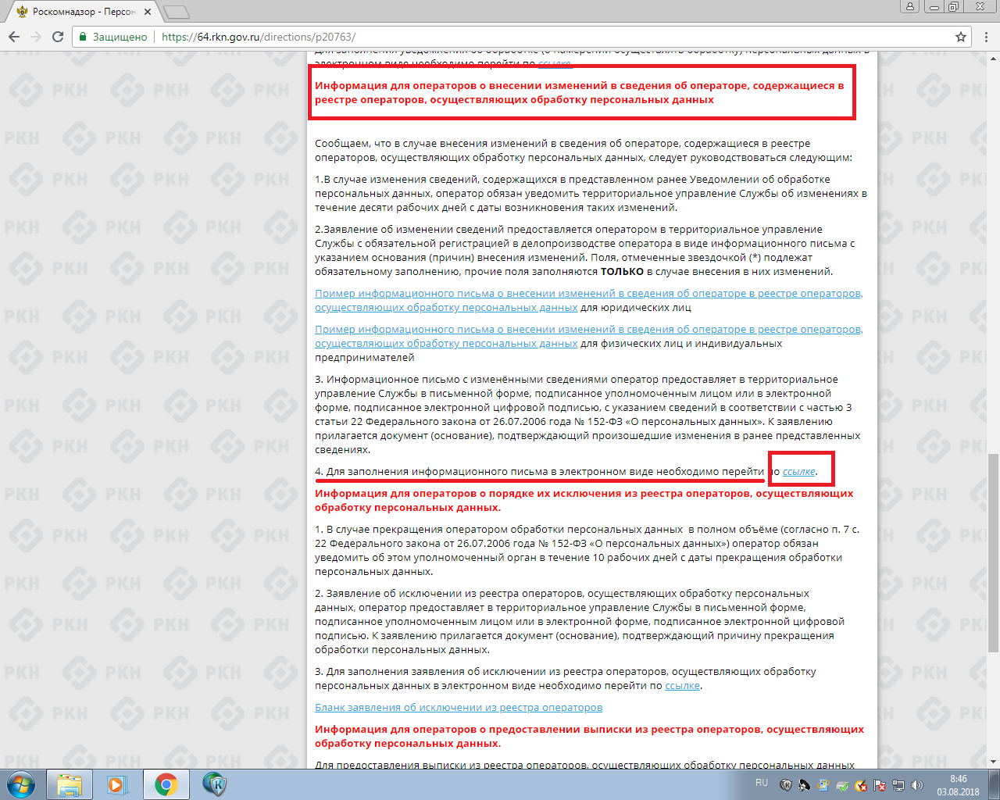 Роскомнадзор - Персон
Защищено
https://64.rkn.gov.ru/directions/p20763/
для заполнения уведомления об обработке (о намерении осуществлять обработку) персональных данных в
электронном виде необходимо перейти по ссылке
Информация для операторов о внесении изменений в сведения об операторе, содержащиеся в
реестре операторов, осуществляющих обработку персональных данных
Сообщаем, что в случае внесения изменений в сведения об операторе, содержащиеся в реестре
операторов, осуществляющих обработку персональных данных, следует руководствоваться следующим:
1.В случае изменения сведений, содержащихся в представленном ранее Уведомлении об обработке
персональных данных, оператор обязан уведомить территориальное управление Службы об изменениях в
течение десяти рабочих дней с даты возникновения таких изменений.
2.Заявление об изменении сведений предоставляется оператором в территориальное управление
Службы с обязательной регистрацией в делопроизводстве оператора в виде информационного письма с
указанием основания (причин) внесения изменений. Поля, отмеченные звездочкой (*) подлежат
обязательному заполнению, прочие поля заполняются ТОЛЬКО в случае внесения в них изменений.
Пример информационного письма о внесении изменений в сведения об операторе в реестре операторов,
осуществляющих обработку персональных данных для юридических лиц
Пример информационного письма о внесении изменений в сведения об операторе в реестре операторов,
осуществляющих обработку персональных данных для физических лиц и индивидуальных
предпринимателей
3. Информационное письмо с изменёнными сведениями оператор предоставляет в территориальное
управление Службы в письменной форме, подписанное уполномоченным лицом или в электронной
форме, подписанное электронной цифровой подписью, с указанием сведений в соответствии с частью 3
статьи 22 Федерального закона от 26.07.2006 года № 152-ФЗ «О персональных данных». К заявлению
прилагается документ (основание), подтверждающий произошедшие изменения в ранее представленных
сведениях.
4. Для заполнения информационного письма в электронном виде необходимо перейти по ссылке.
Информация для операторов о порядке их исключения из реестра операторов, осуществляющих
обработку персональных данных.
1. В случае прекращения оператором обработки персональных данных  в полном объёме (согласно п. 7 с.
22 Федерального закона от 26.07.2006 года № 152-ФЗ «О персональных данных») оператор обязан
уведомить об этом уполномоченный орган в течение 10 рабочих дней с даты прекращения обработки
персональных данных.
2. Заявление об исключении из реестра операторов, осуществляющих обработку персональных
данных, оператор предоставляет в территориальное управление Службы в письменной форме,
подписанное уполномоченным лицом или в электронной форме, подписанное электронной цифровой
подписью. К заявлению прилагается документ (основание), подтверждающий причину прекращения
обработки персональных данных.
3. Для заполнения заявления об исключении из реестра операторов, осуществляющих обработку
персональных данных в электронном виде необходимо перейти по ссылке.
Бланк заявления об исключении из реестра операторов
Информация для операторов о предоставлении выписки из реестра операторов, осуществляющих
обработку персональных данных.
Для предоставления выписки из реестра операторов, осуществляющих обработку персональных данных
RU
8:46
03.08.2018